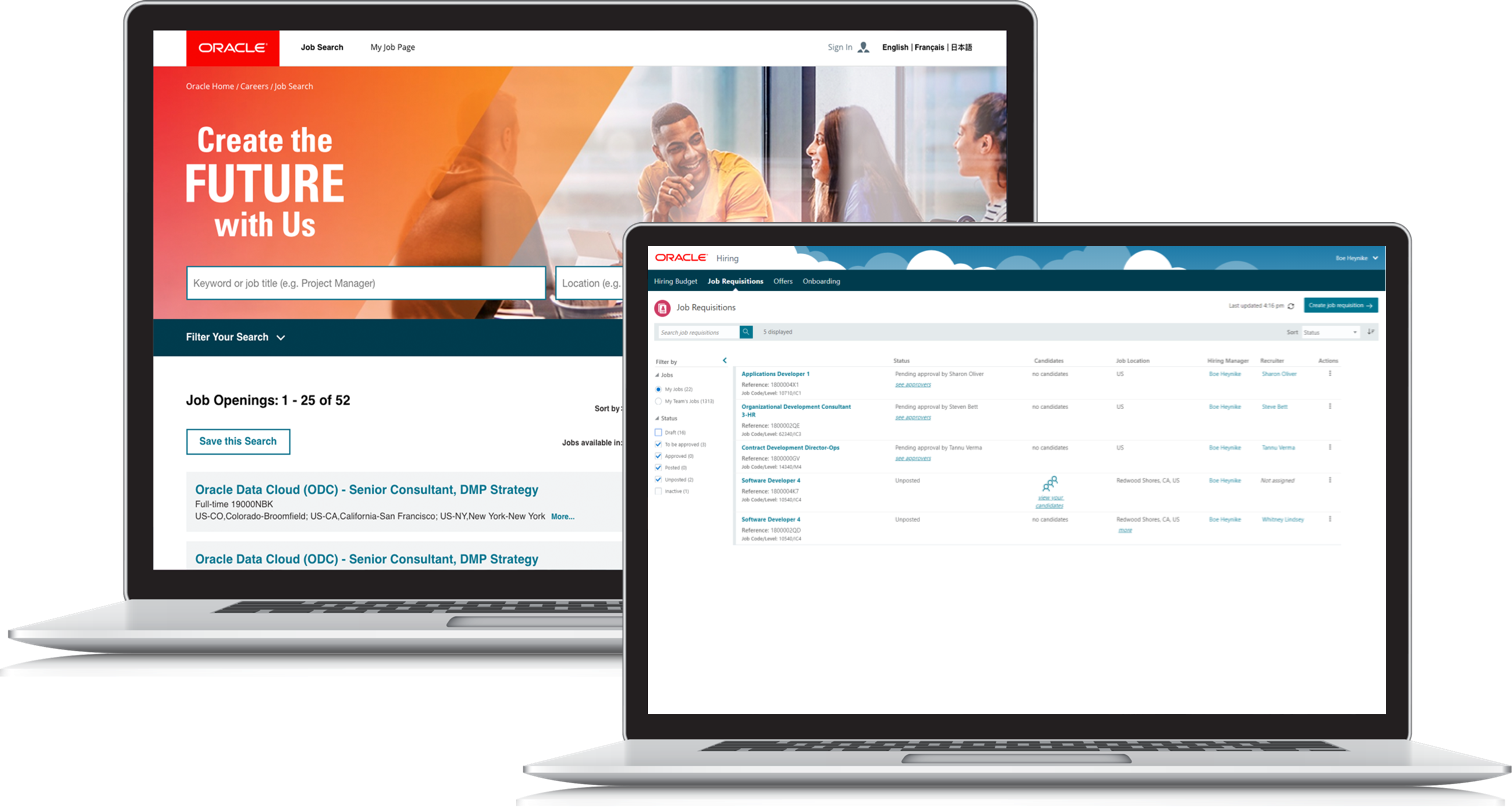 ORACLE
Job Search
My Job Page
Sign In
English | Français | 日本語
Oracle Home / Careers / Job Search
Create the
FUTURE
with Us
Keyword or job title (e.g. Project Manager)
Location (e.g.
Filter Your Search
Job Openings: 1 - 25 of 52
Sort by:
Save this Search
Jobs available in:
Oracle Data Cloud (ODC) - Senior Consultant, DMP Strategy
Full-time 19000NBK
US-CO,Colorado-Broomfield; US-CA,California-San Francisco; US-NY,New York-New York More...
Oracle Data Cloud (ODC) - Senior Consultant, DMP Strategy
ORACLE Hiring
Boe Heynike
Hiring Budget Job Requisitions Offers Onboarding
Job Requisitions
Last updated 4:16 pm
Create job requisition
Search job requisitions
5 displayed
Sort: Status
Filter by
Jobs
My Jobs (22)
My Team's Jobs (1313)
Status
Draft (16)
To be approved (3)
Approved (0)
Posted (0)
Unposted (2)
Inactive (1)
Status Candidates Job Location Hiring Manager Recruiter Actions
Applications Developer 1 Pending approval by Sharon Oliver no candidates US Boe Heynike Sharon Oliver
Reference: 1800004X1 see approvers
Job Code/Level: 10710/IC1
Organizational Development Consultant Pending approval by Steven Bett no candidates US Boe Heynike Steve Bett
3-HR see approvers
Reference: 1800002QE
Job Code/Level: 62340/IC3
Contract Development Director-Ops Pending approval by Tannu Verma no candidates US Boe Heynike Tannu Verma
Reference: 1800000GV see approvers
Job Code/Level: 14340/M4
Software Developer 4 Unposted Redwood Shores, CA, US Boe Heynike Not assigned
Reference: 1800004K7
view your
Job Code/Level: 10540/IC4
candidates
Software Developer 4 Unposted no candidates Redwood Shores, CA, US Boe Heynike Whitney Lindsey
Reference: 1800002QD more
Job Code/Level: 10540/IC4